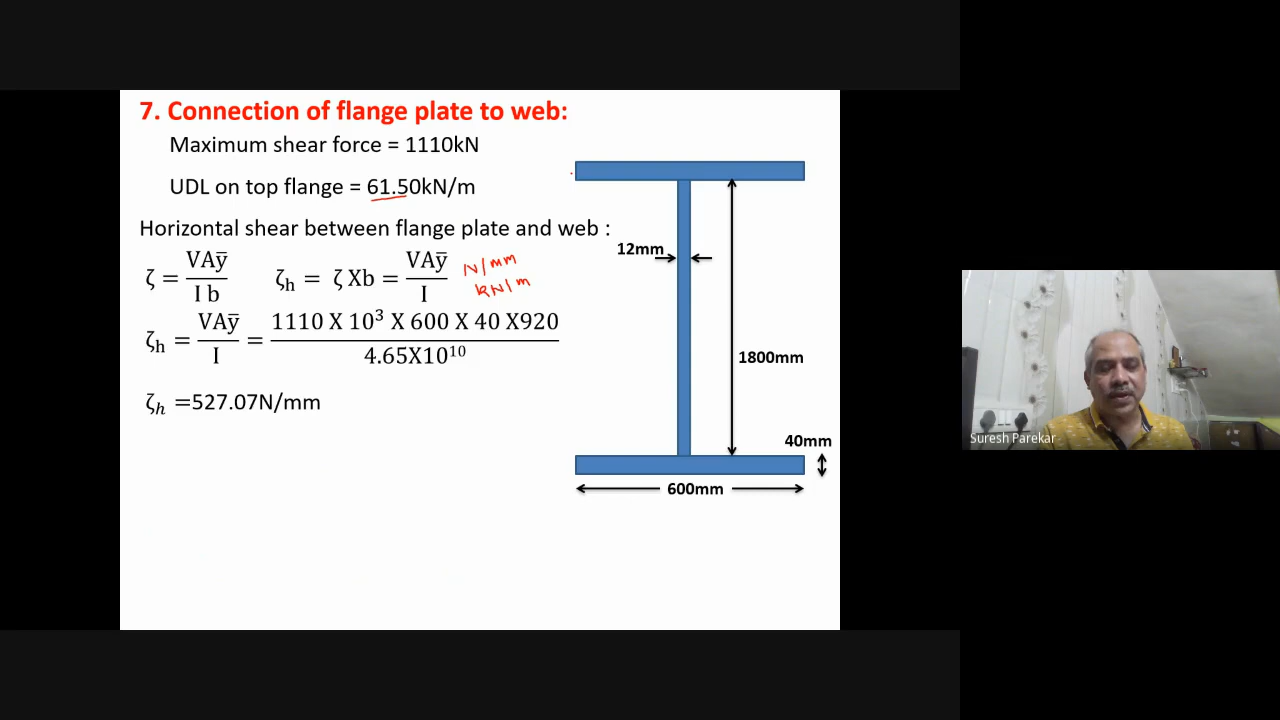 7. Connection of flange plate to web:
Maximum shear force = 1110kN
UDL on top flange = 61.50kN/m
Horizontal shear between flange plate and web :
ζ = VAȳ / I b    ζh = ζ Xb = VAȳ / I    N/mm
kN/m
ζh = VAȳ / I = 1110 X 10³ X 600 X 40 X920 / 4.65X10¹⁰
ζh =527.07N/mm
12mm
1800mm
40mm
600mm
Suresh Parekar